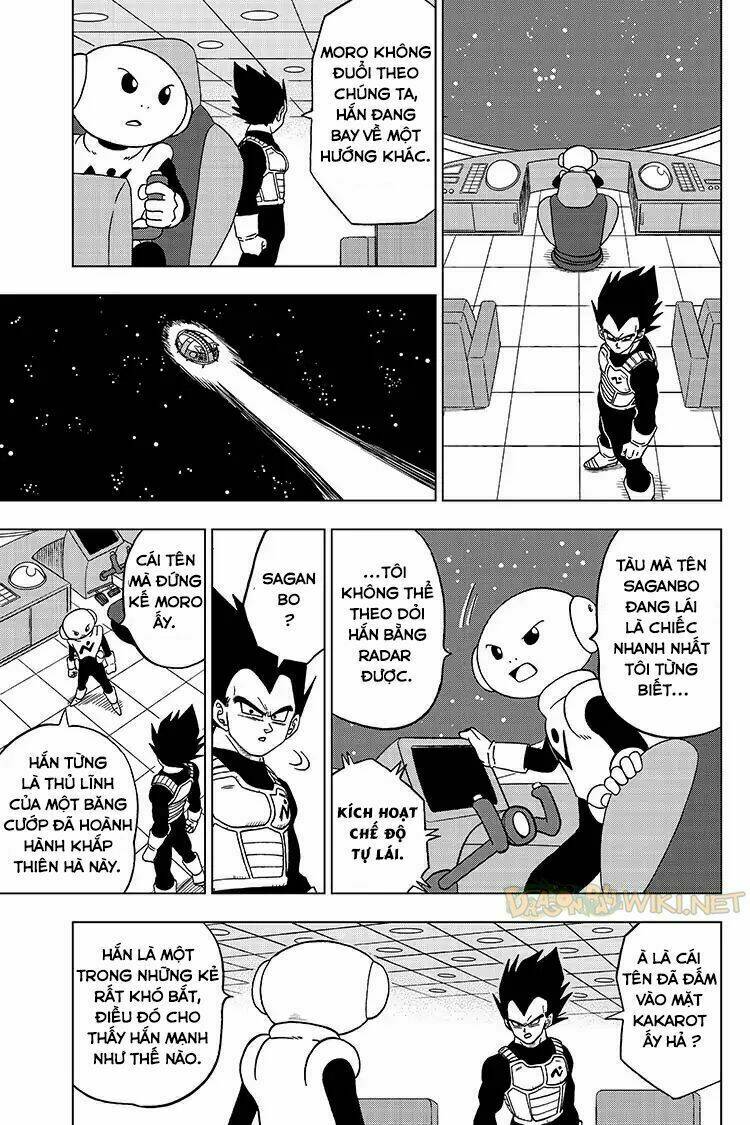 MORO KHÔNG
ĐUỔI THEO
CHÚNG TA,
HẮN ĐANG
BAY VỀ MỘT
HƯỚNG KHÁC.
TÀU MÀ TÊN
SAGANBO
ĐANG LÁI
LÀ CHIẾC
NHANH NHẤT
TÔI TỪNG
BIẾT...
...TÔI
KHÔNG THỂ
THEO DỎI
HẮN BẰNG
RADAR
ĐƯỢC.
KÍCH HOẠT
CHẾ ĐỘ
TỰ LÁI.
SAGAN
BO
?
CÁI TÊN
MÀ ĐỨNG
KẾ MORO
ẤY.
HẮN TỪNG
LÀ THỦ LĨNH
CỦA MỘT BĂNG
CƯỚP ĐÃ HOÀNH
HÀNH KHẮP
THIÊN HÀ NÀY.
À LÀ CÁI
TÊN ĐÃ ĐẤM
VÀO MẶT
KAKAROT
ẤY HẢ ?
HẮN LÀ MỘT
TRONG NHỮNG KẺ
RẤT KHÓ BẮT,
ĐIỀU ĐÓ CHO
THẤY HẮN MẠNH
NHƯ THẾ NÀO.